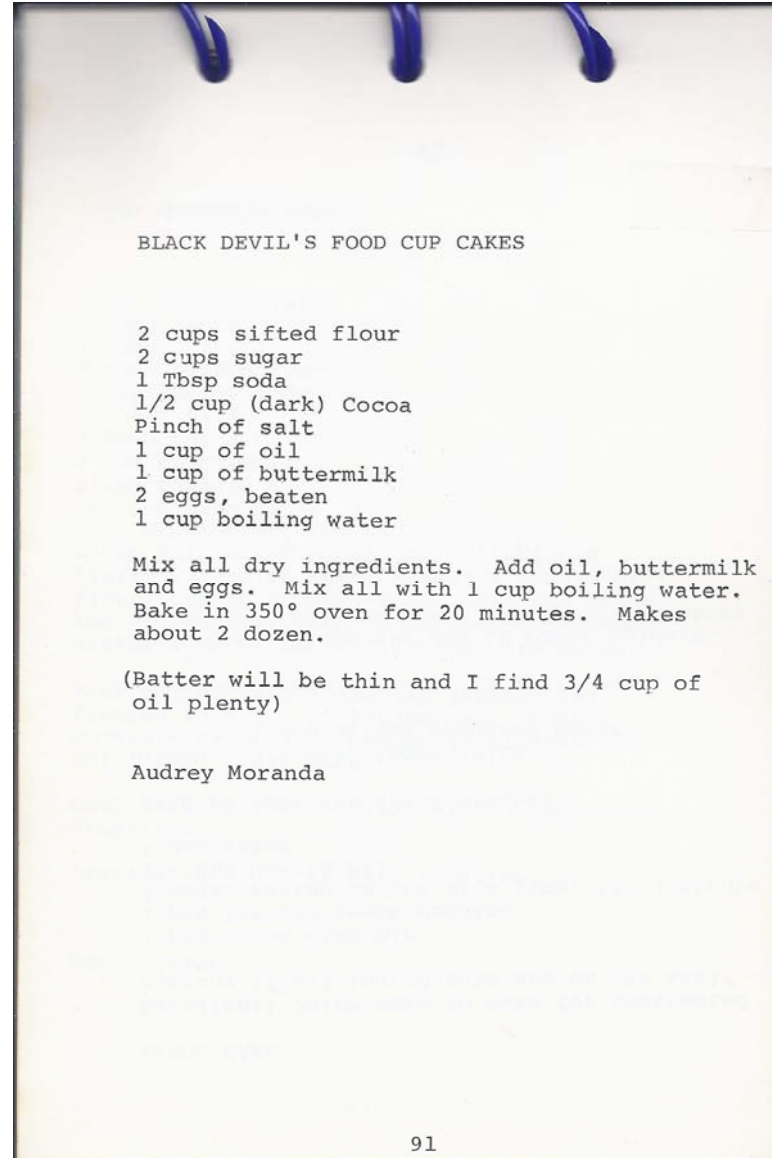 BLACK DEVIL'S FOOD CUP CAKES
2 cups sifted flour
2 cups sugar
1 Tbsp soda
1/2 cup (dark) Cocoa
Pinch of salt
1 cup of oil
1 cup of buttermilk
2 eggs, beaten
1 cup boiling water
Mix all dry ingredients.  Add oil, buttermilk
and eggs.  Mix all with 1 cup boiling water.
Bake in 350° oven for 20 minutes.  Makes
about 2 dozen.
(Batter will be thin and I find 3/4 cup of
oil plenty)
Audrey Moranda
91